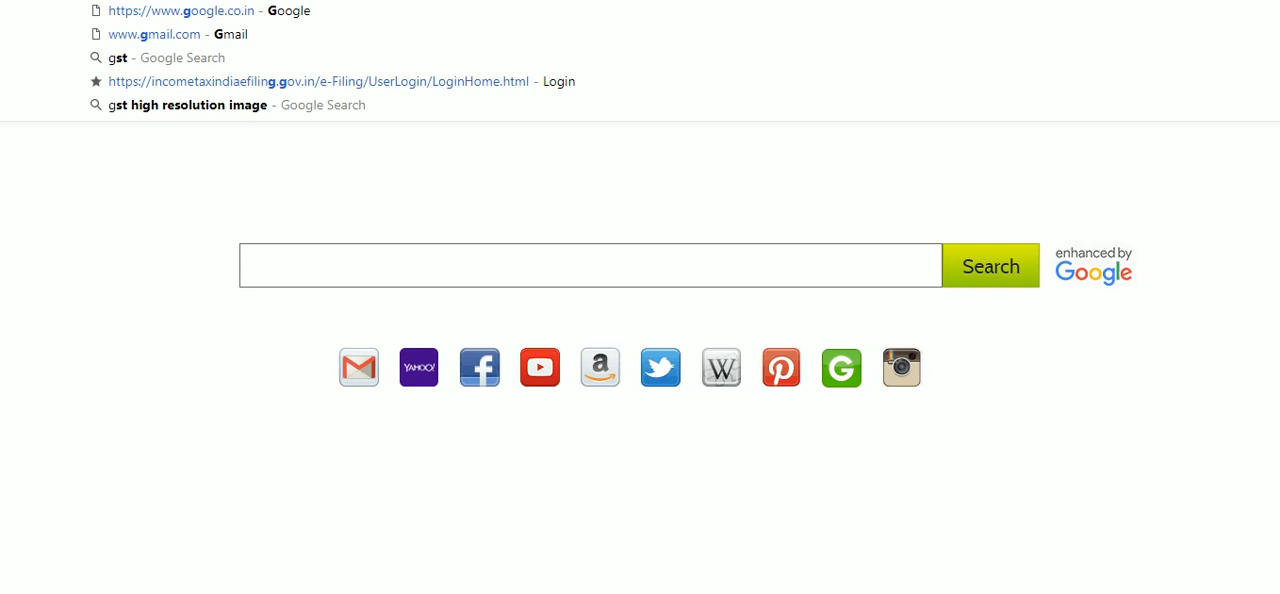 https://www.google.co.in - Google
www.gmail.com - Gmail
gst - Google Search
https://incometaxindiaefiling.gov.in/e-Filing/UserLogin/LoginHome.html - Login
gst high resolution image - Google Search
Search
enhanced by
Google
YAHOO!